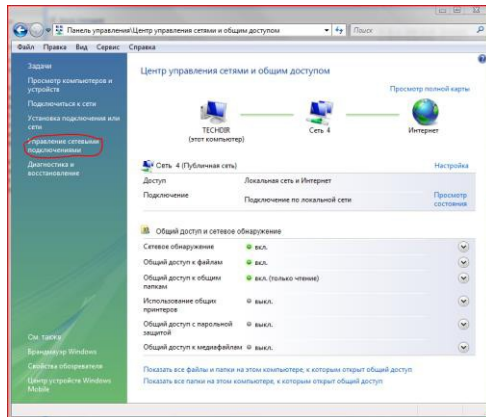 Панель управления\Центр управления сетями и общим доступом
Поиск
Файл Правка Вид Сервис Справка
Задачи
Просмотр компьютеров и
устройств
Подключиться к сети
Установка подключения или
сети
Управление сетевыми
подключениями
Диагностика и
восстановление
См. также
Брандмауэр Windows
Свойства обозревателя
Центр устройств Windows
Mobile
Центр управления сетями и общим доступом
Просмотр полной карты
TECHDIR
(этот компьютер)
Сеть 4
Интернет
Сеть 4 (Публичная сеть)
Настройка
Доступ
Локальная сеть и Интернет
Подключение
Подключение по локальной сети
Просмотр
состояния
Общий доступ и сетевое обнаружение
Сетевое обнаружение
вкл.
Общий доступ к файлам
вкл.
Общий доступ к общим
папкам
вкл. (только чтение)
Использование общих
принтеров
выкл.
Общий доступ с парольной
защитой
выкл.
Общий доступ к медиафайлам
выкл.
Показать все файлы и папки на этом компьютере, к которым открыт общий доступ
Показать все папки на этом компьютере, к которым открыт общий доступ